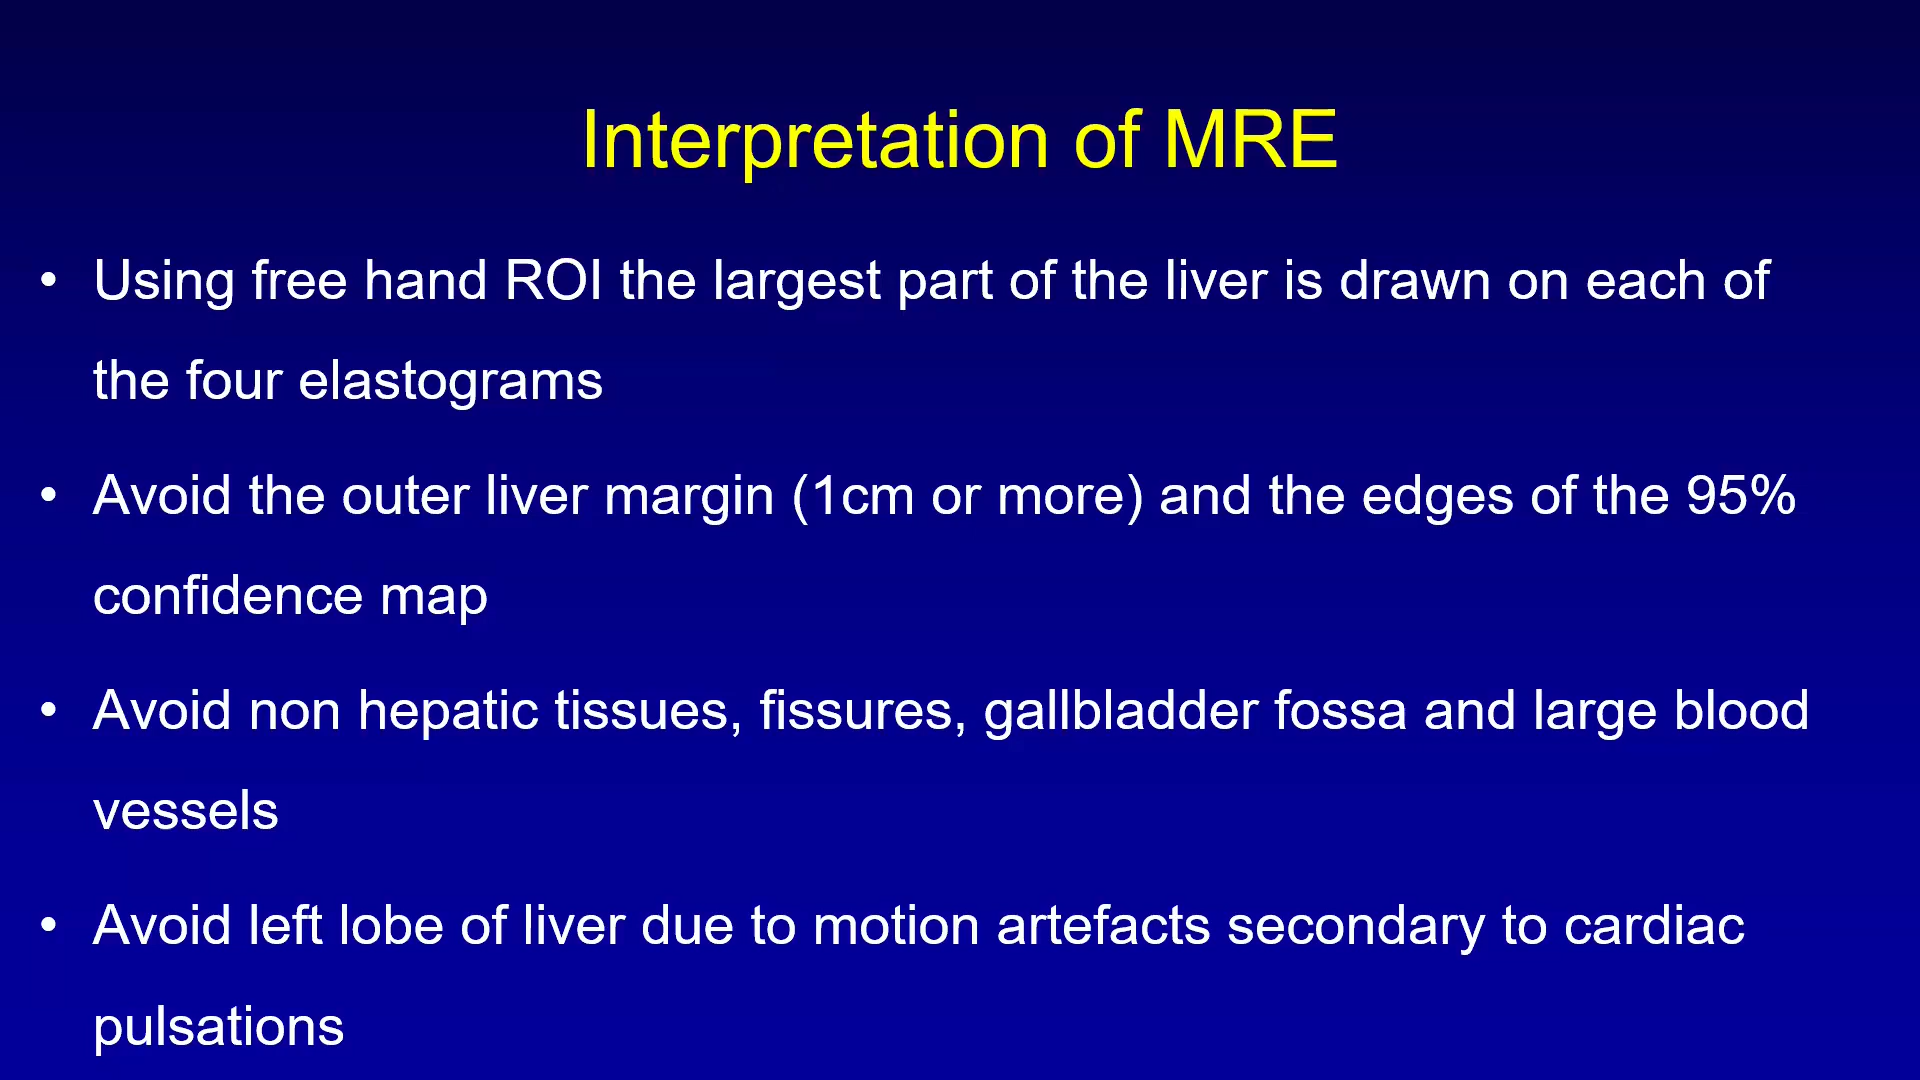 Interpretation of MRE
• Using free hand ROI the largest part of the liver is drawn on each of
the four elastograms
• Avoid the outer liver margin (1cm or more) and the edges of the 95%
confidence map
• Avoid non hepatic tissues, fissures, gallbladder fossa and large blood
vessels
• Avoid left lobe of liver due to motion artefacts secondary to cardiac
pulsations